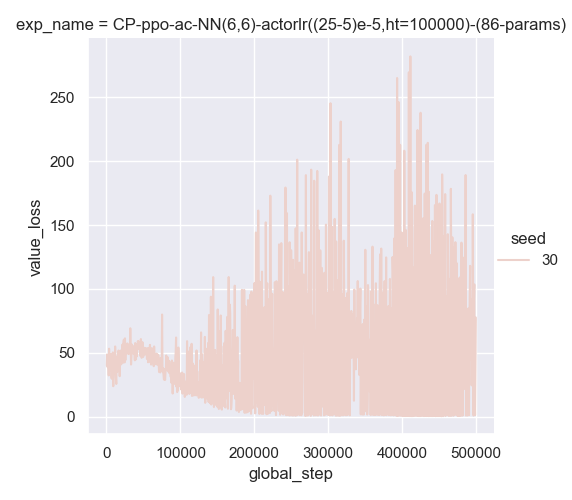 exp_name = CP-ppo-ac-NN(6,6)-actorlr((25-5)e-5,ht=100000)-(86-params)
250
200
150
100
50
0
value_loss
0 100000 200000 300000 400000 500000
global_step
seed
30